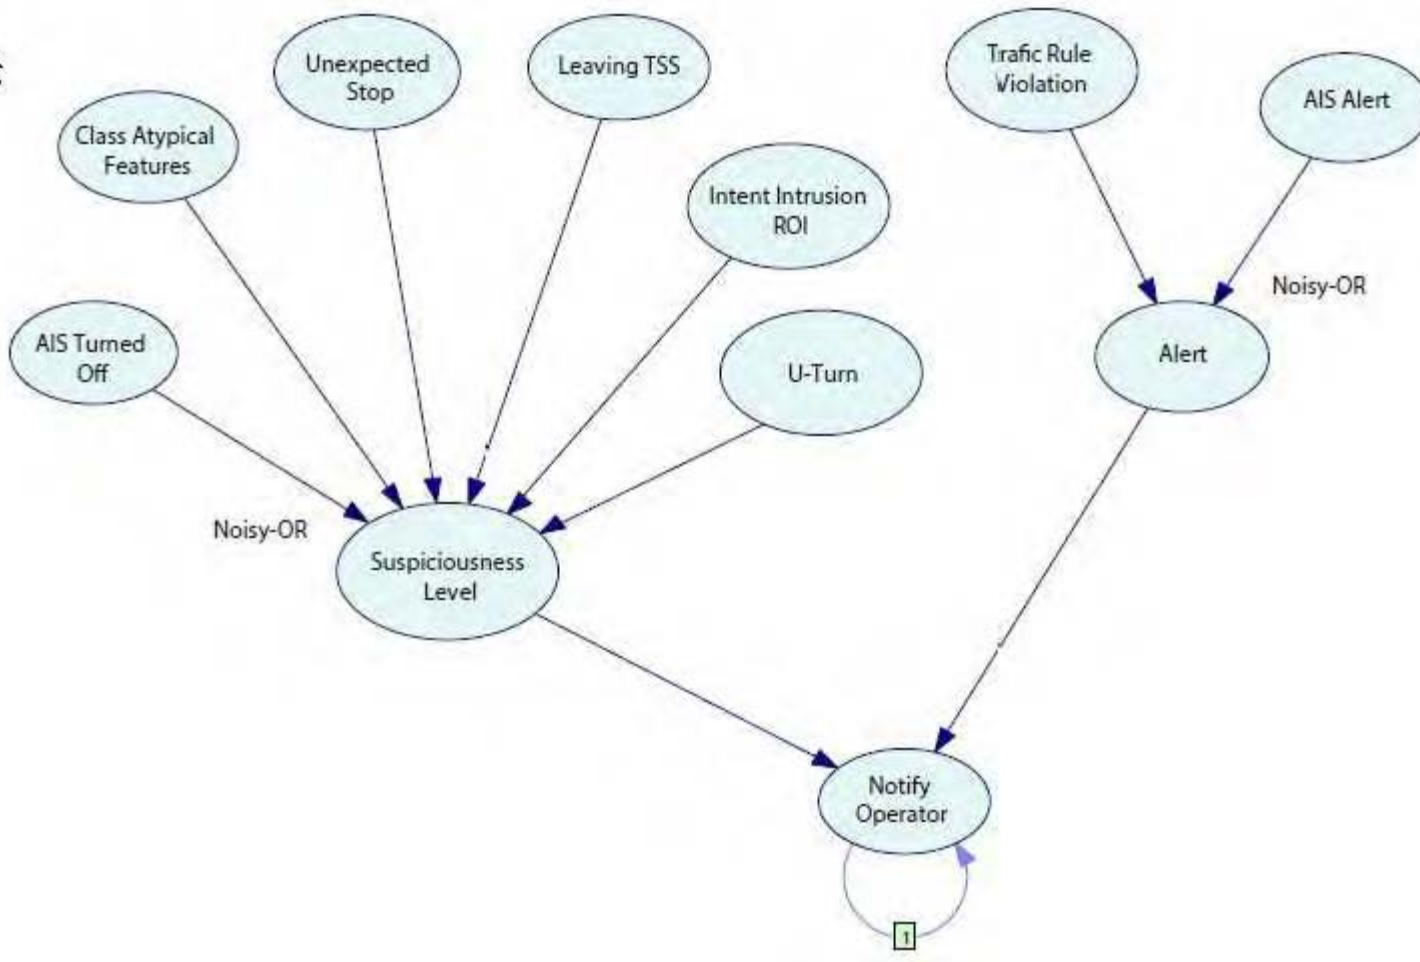 Unexpected
Stop
Leaving TSS
Trafic Rule
Violation
AIS Alert
Class Atypical
Features
Intent Intrusion
ROI
Noisy-OR
AIS Turned
Off
U-Turn
Alert
Noisy-OR
Suspiciousness
Level
Notify
Operator
1